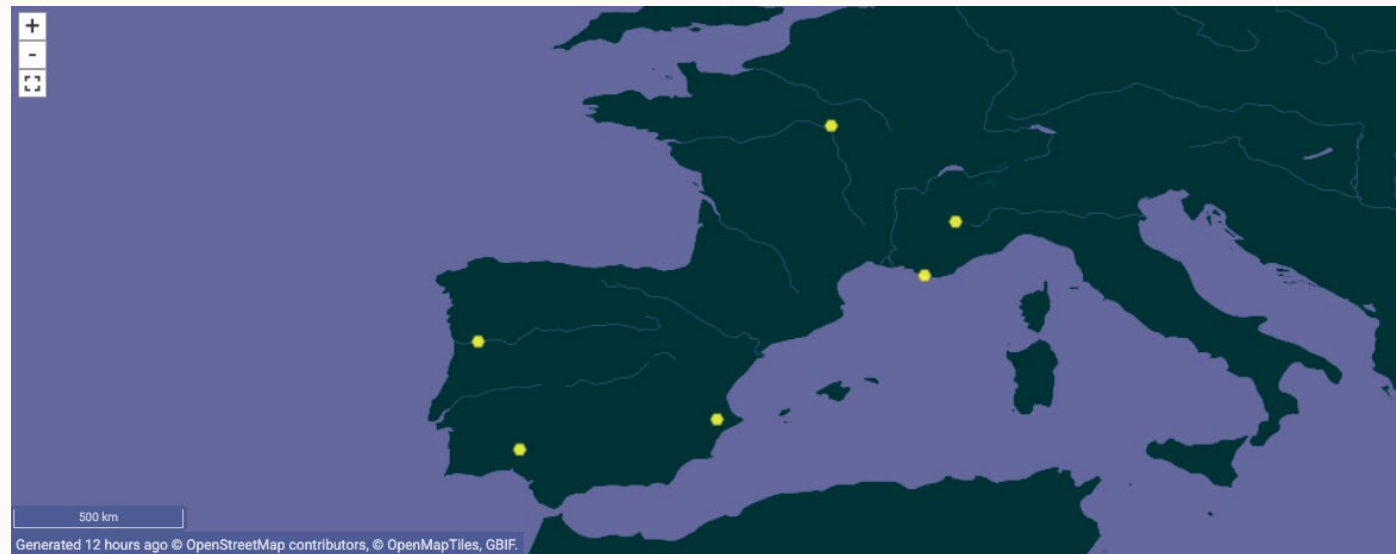 +
-
500 km
Generated 12 hours ago © OpenStreetMap contributors, © OpenMapTiles, GBIF.